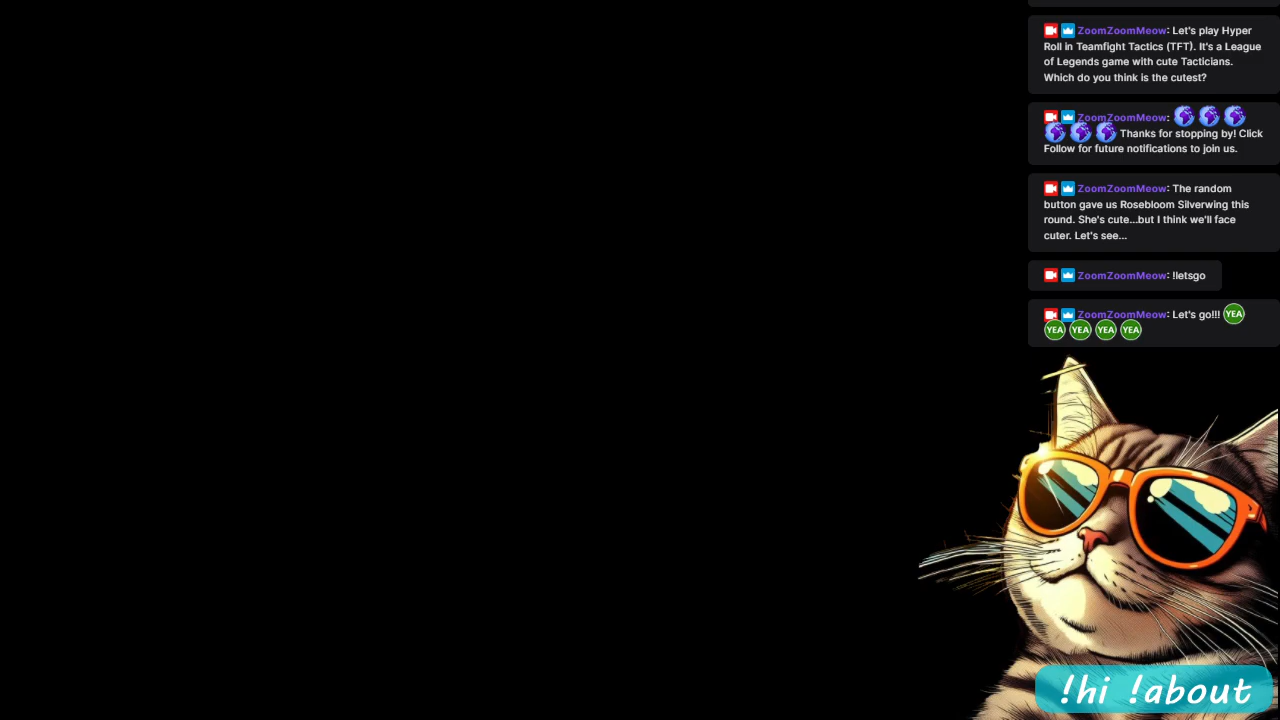 ZoomZoomMeow: Let's play Hyper
Roll in Teamfight Tactics (TFT). It's a League
of Legends game with cute Tacticians.
Which do you think is the cutest?
ZoomZoomMeow:
Thanks for stopping by! Click
Follow for future notifications to join us.
ZoomZoomMeow: The random
button gave us Rosebloom Silverwing this
round. She's cute...but I think we'll face
cuter. Let's see...
ZoomZoomMeow: !letsgo
ZoomZoomMeow: Let's go!!! YEA
YEA YEA YEA YEA
!hi !about